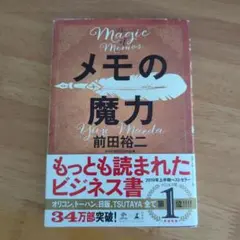 Magic
Memos
メモの
魔力
Yuji Maeda
前田裕二
もっとも読まれた
ビジネス書
オリコン、トーハン、日販、TSUTAYA 全て
第1位!!!
34万部突破!